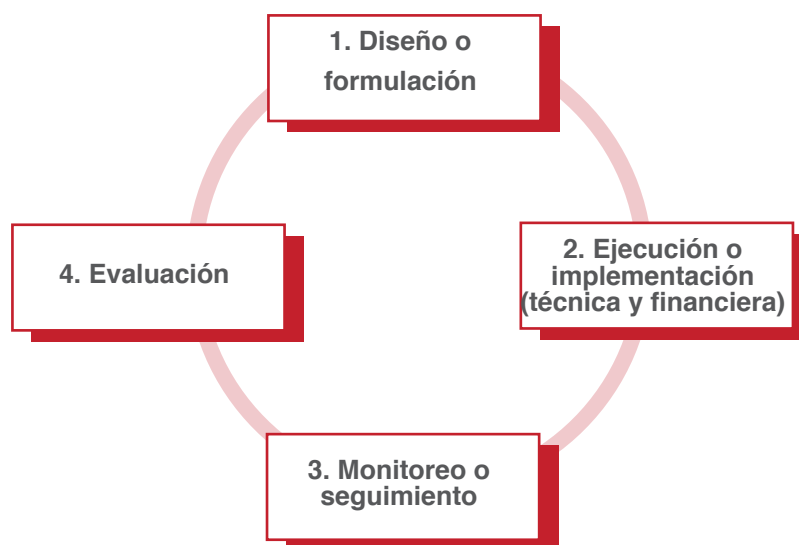 1. Diseño o
formulación
2. Ejecución o
implementación
(técnica y financiera)
3. Monitoreo o
seguimiento
4. Evaluación